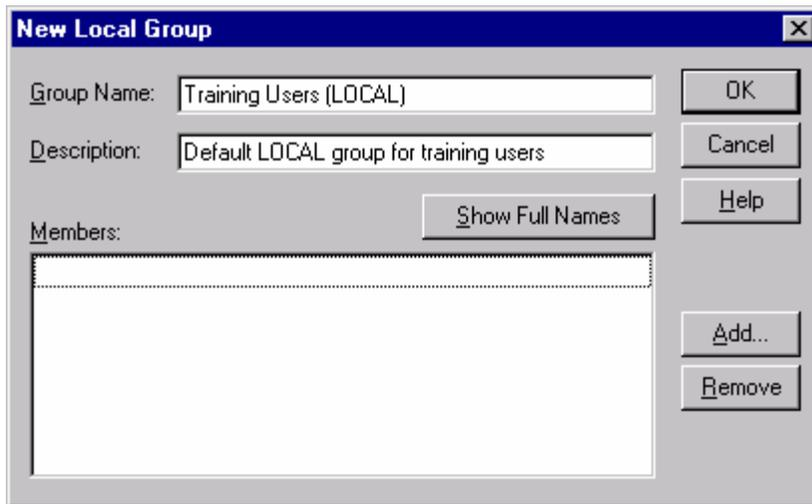 New Local Group
Group Name: Training Users (LOCAL) OK
Description: Default LOCAL group for training users Cancel
Show Full Names Help
Members:
Add...
Remove